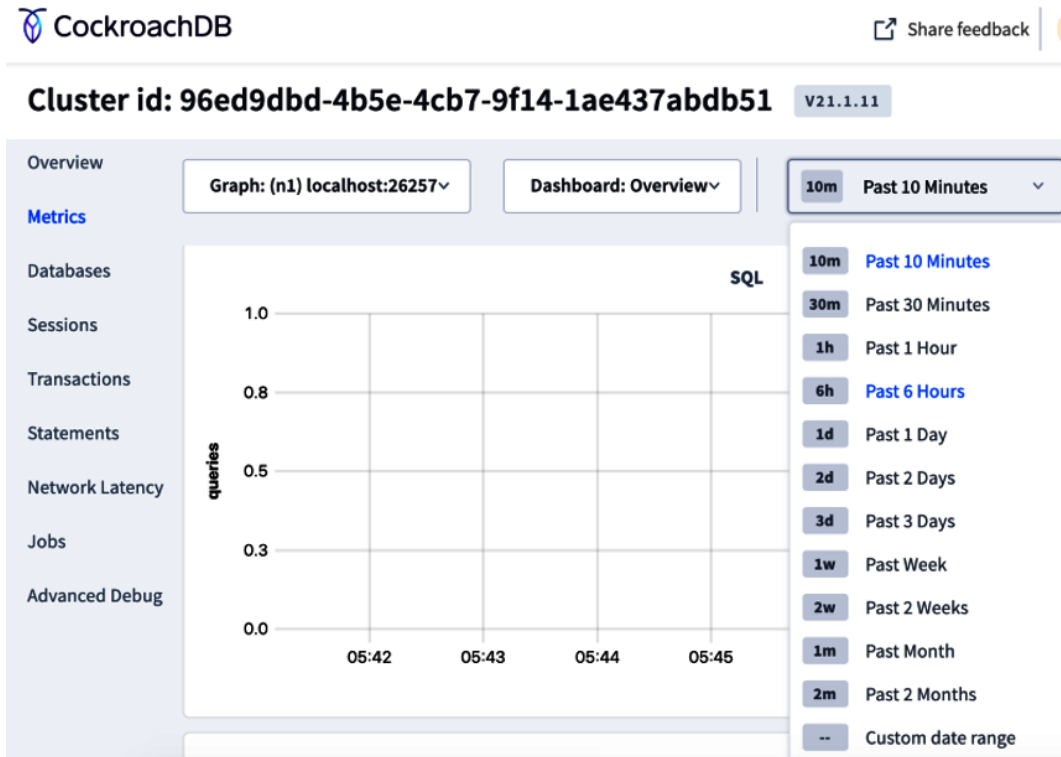 CockroachDB
Share feedback
Cluster id: 96ed9dbd-4b5e-4cb7-9f14-1ae437abdb51 V21.1.11
Overview
Metrics
Databases
Sessions
Transactions
Statements
Network Latency
Jobs
Advanced Debug
Graph: (n1) localhost:26257
Dashboard: Overview
10m Past 10 Minutes
SQL
queries
1.0
0.8
0.5
0.3
0.0
05:42 05:43 05:44 05:45
10m Past 10 Minutes
30m Past 30 Minutes
1h Past 1 Hour
6h Past 6 Hours
1d Past 1 Day
2d Past 2 Days
3d Past 3 Days
1w Past Week
2w Past 2 Weeks
1m Past Month
2m Past 2 Months
-- Custom date range